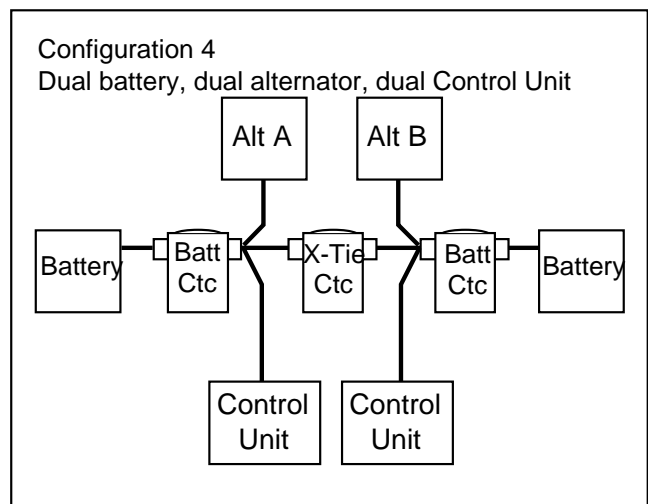 Configuration 4
Dual battery, dual alternator, dual Control Unit
Alt A
Alt B
Battery
Batt
Ctc
X-Tie
Ctc
Batt
Ctc
Battery
Control
Unit
Control
Unit